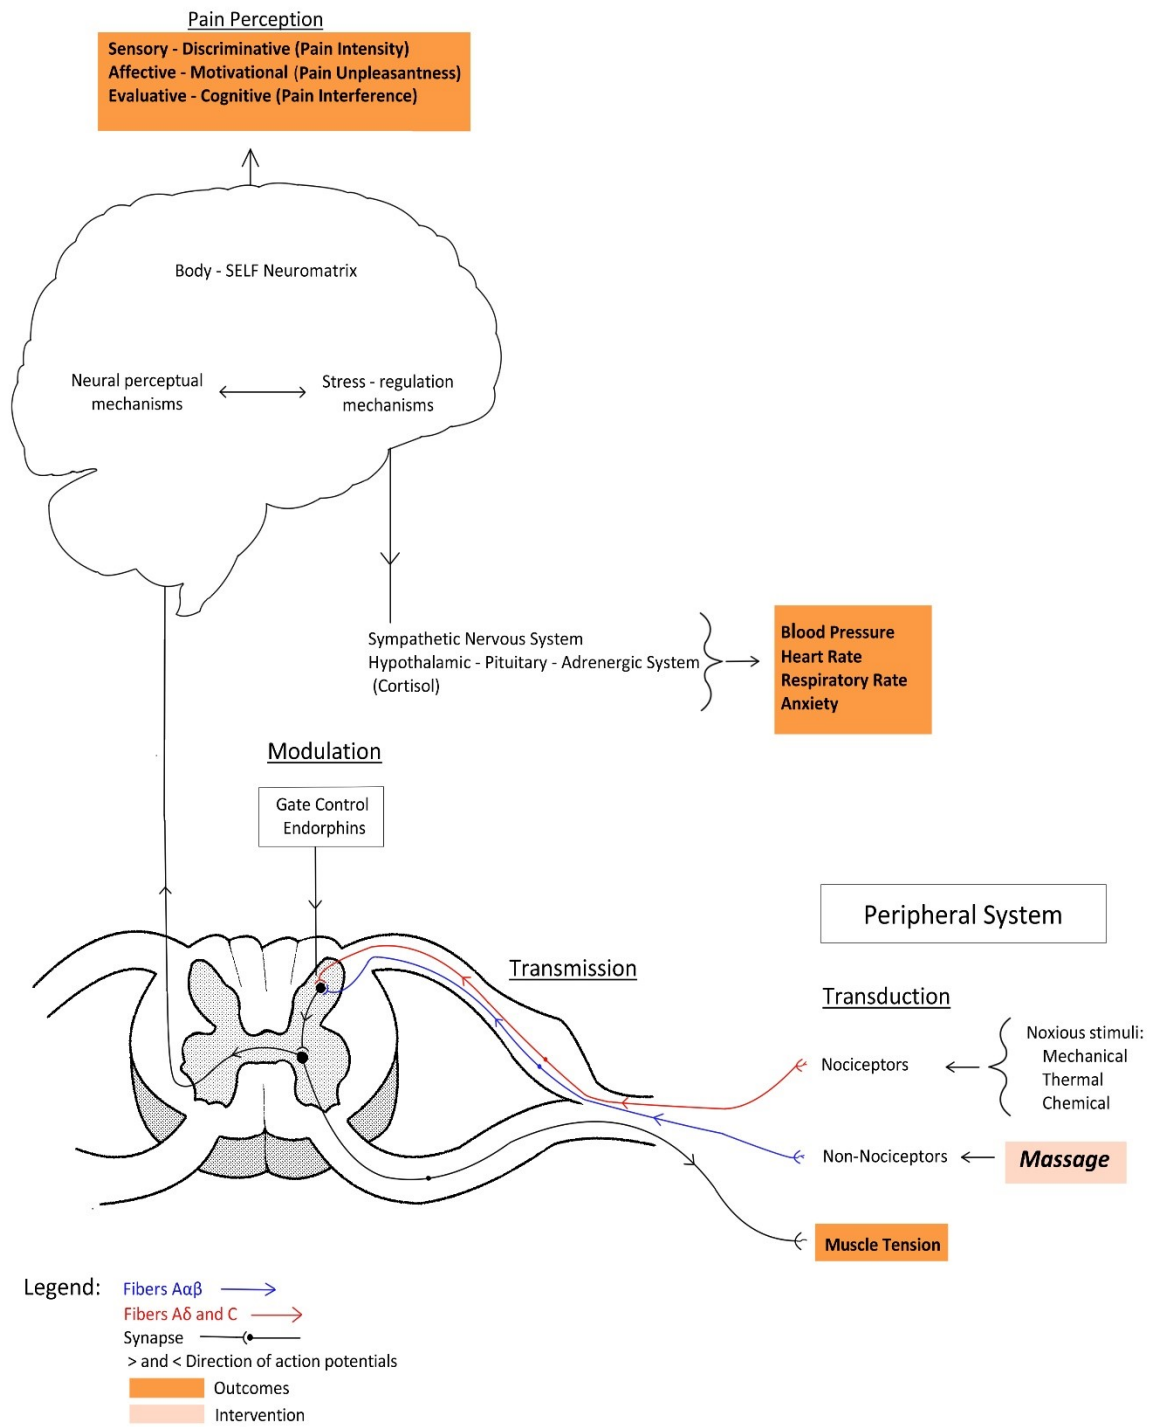 Pain Perception
Sensory - Discriminative (Pain Intensity)
Affective - Motivational (Pain Unpleasantness)
Evaluative - Cognitive (Pain Interference)
Body - SELF Neuromatrix
Neural perceptual
mechanisms
Stress - regulation
mechanisms
Sympathetic Nervous System
Hypothalamic - Pituitary - Adrenergic System
(Cortisol)
Blood Pressure
Heart Rate
Respiratory Rate
Anxiety
Modulation
Gate Control
Endorphins
Peripheral System
Transmission
Transduction
Nociceptors
Noxious stimuli:
Mechanical
Thermal
Chemical
Non-Nociceptors
Massage
Muscle Tension
Legend:
Fibers Aαβ
Fibers Aδ and C
Synapse
> and < Direction of action potentials
Outcomes
Intervention